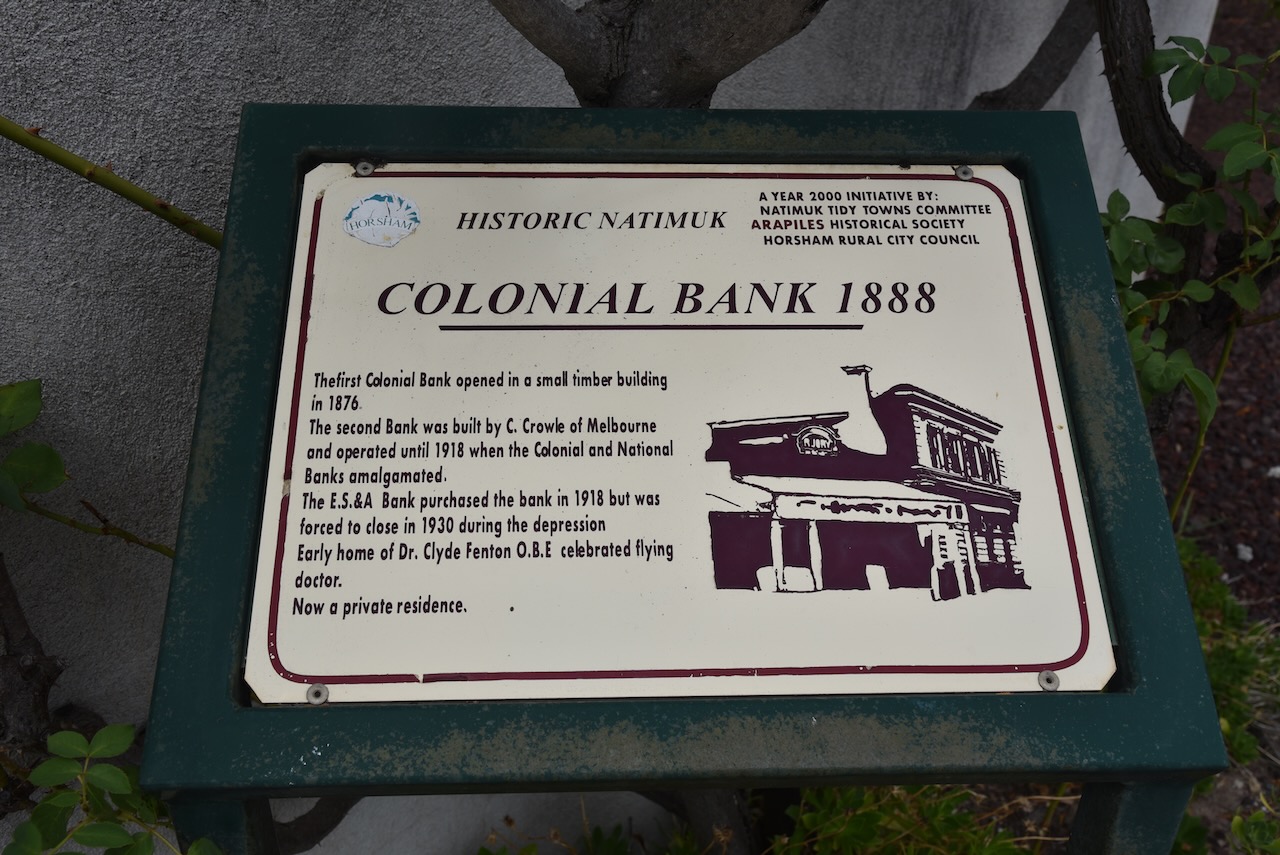 HORSHAM
HISTORIC NATIMUK
A YEAR 2000 INITIATIVE BY:
NATIMUK TIDY TOWNS COMMITTEE
ARAPILES HISTORICAL SOCIETY
HORSHAM RURAL CITY COUNCIL
COLONIAL BANK 1888
Thefirst Colonial Bank opened in a small timber building
in 1876.
The second Bank was built by C. Crowle of Melbourne
and operated until 1918 when the Colonial and National
Banks amalgamated.
The E.S.&A Bank purchased the bank in 1918 but was
forced to close in 1930 during the depression
Early home of Dr. Clyde Fenton O.B.E celebrated flying
doctor.
Now a private residence.